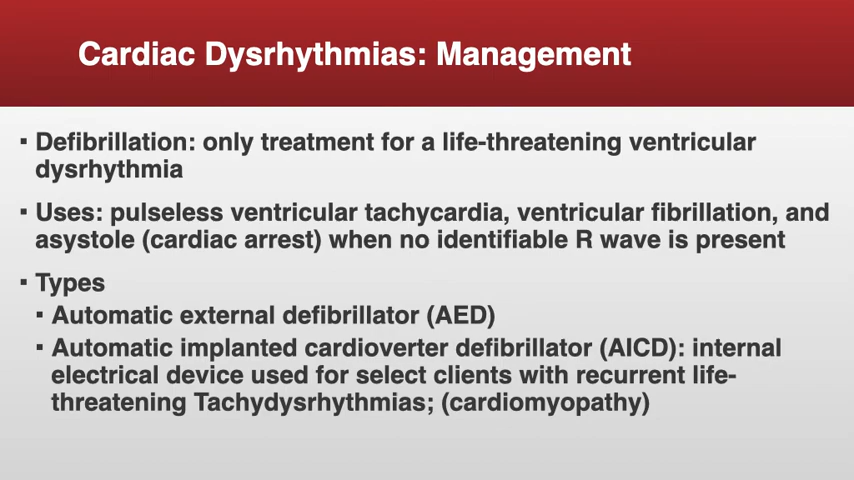 Cardiac Dysrhythmias: Management
▪ Defibrillation: only treatment for a life-threatening ventricular
dysrhythmia
▪ Uses: pulseless ventricular tachycardia, ventricular fibrillation, and
asystole (cardiac arrest) when no identifiable R wave is present
▪ Types
▪ Automatic external defibrillator (AED)
▪ Automatic implanted cardioverter defibrillator (AICD): internal
electrical device used for select clients with recurrent life-
threatening Tachydysrhythmias; (cardiomyopathy)